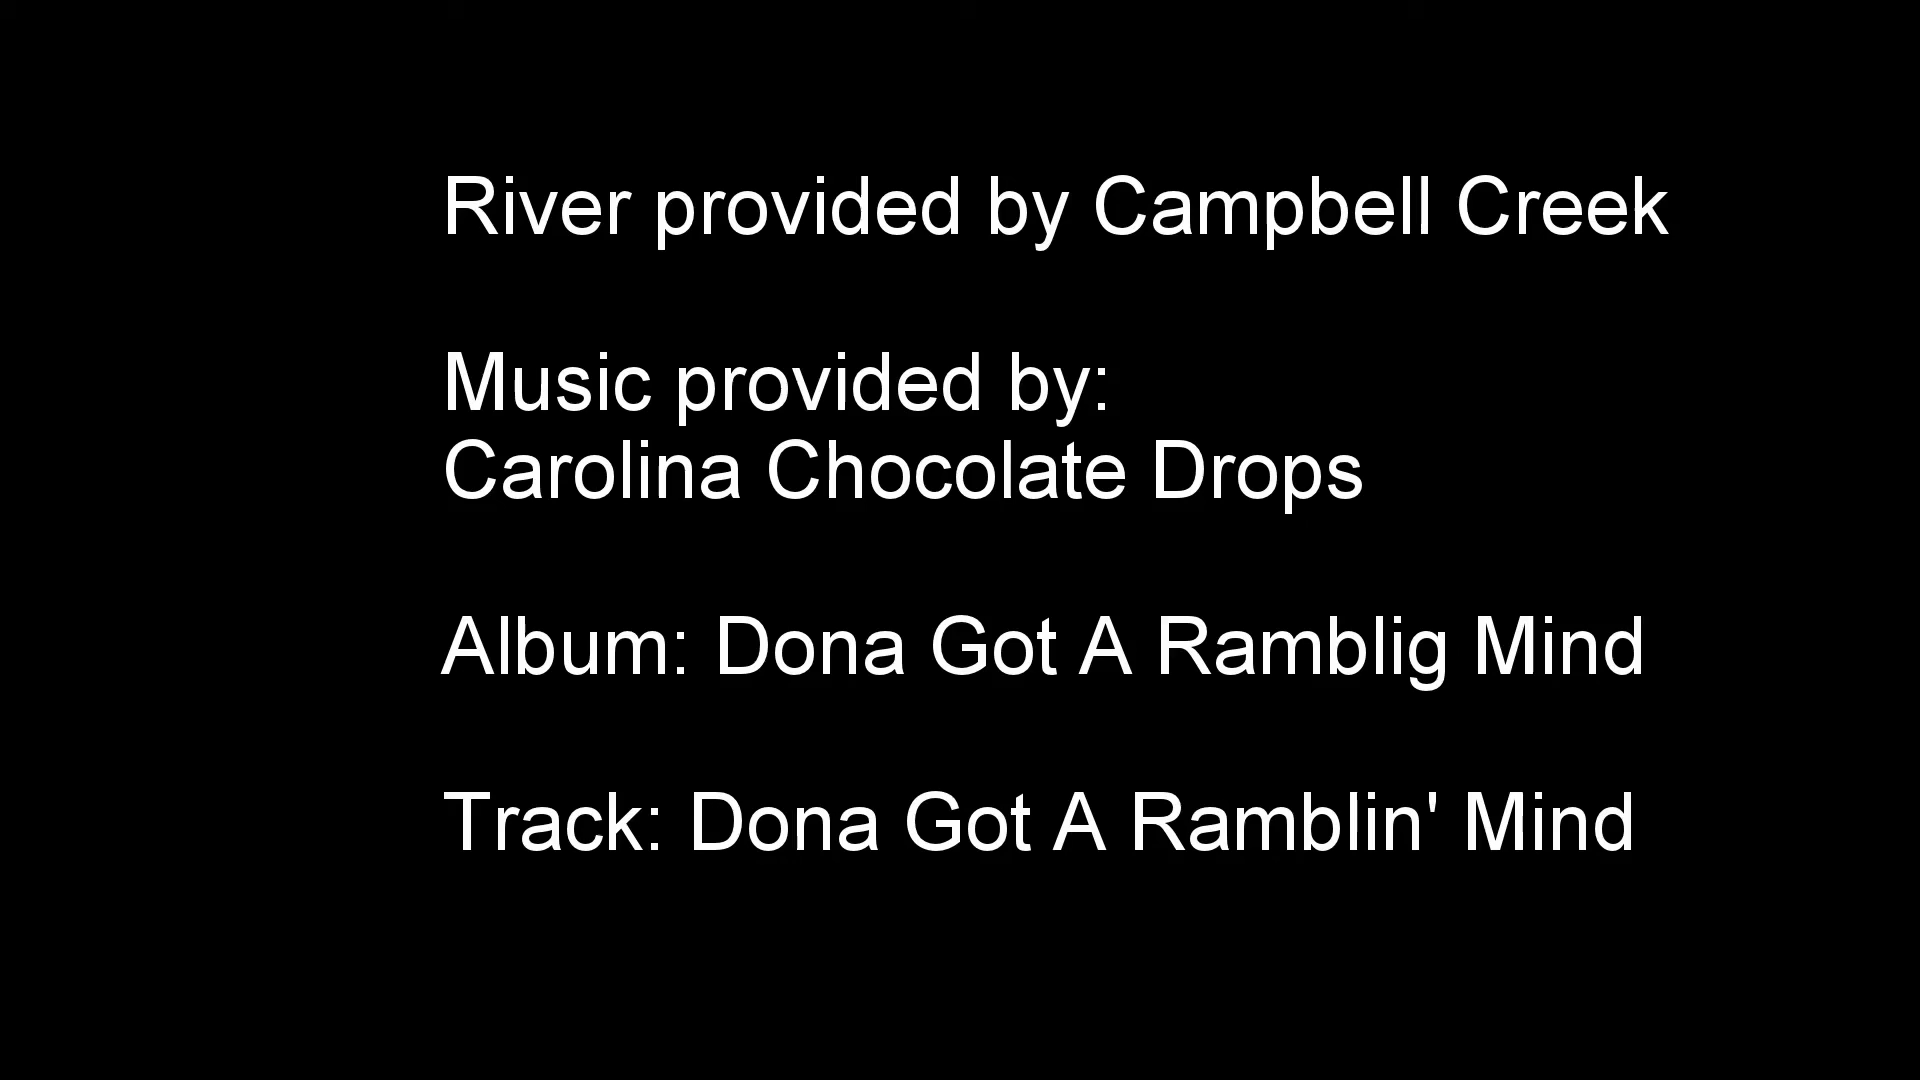 River provided by Campbell Creek
Music provided by:
Carolina Chocolate Drops
Album: Dona Got A Ramblig Mind
Track: Dona Got A Ramblin' Mind